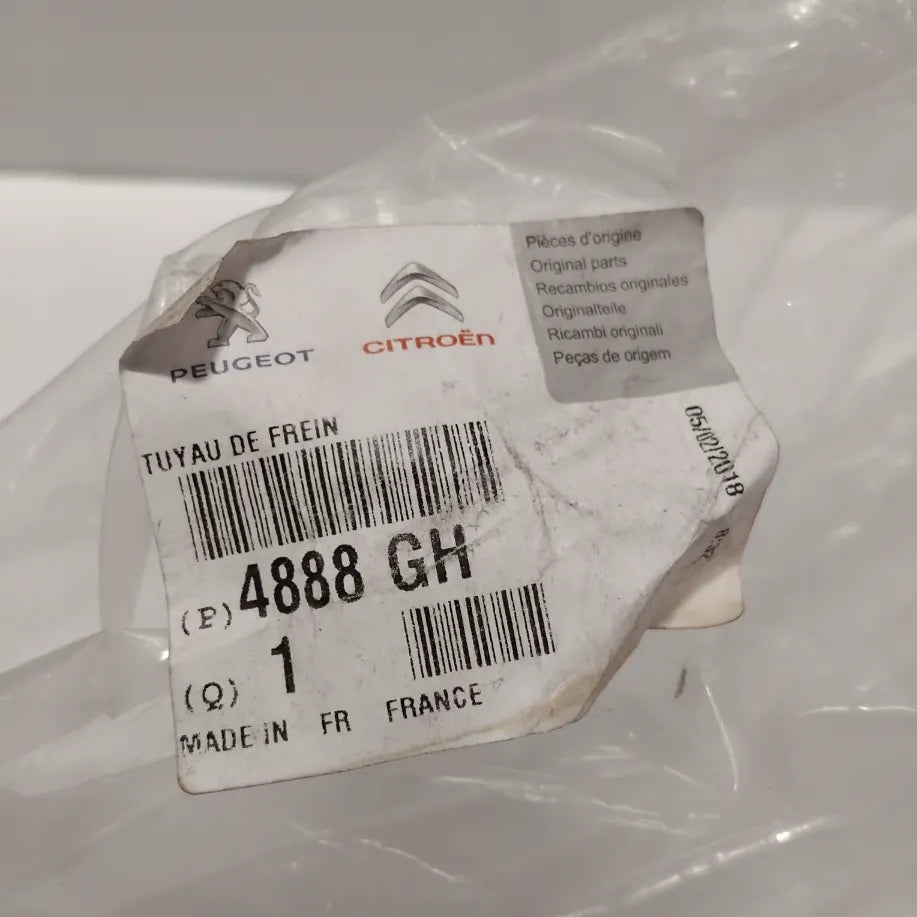 PEUGEOT
CITROËN
Pièces d'origine
Original parts
Recambios originales
Originalteile
Ricambi originali
Peças de origem
05/02/2018
TUYAU DE FREIN
(P) 4888 GH
(Q) 1
MADE IN FR FRANCE